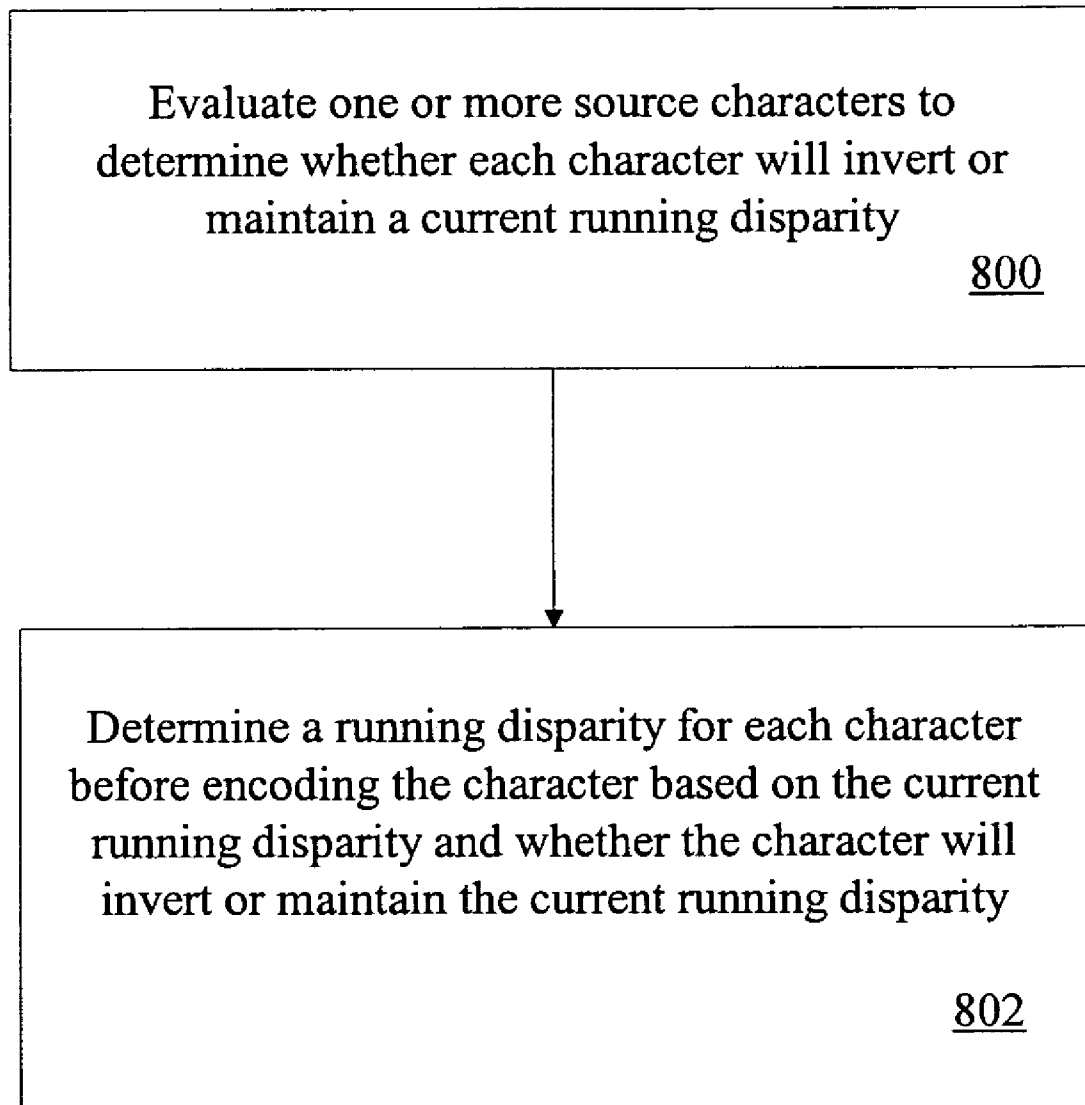 Evaluate one or more source characters to
determine whether each character will invert or
maintain a current running disparity
800
Determine a running disparity for each character
before encoding the character based on the current
running disparity and whether the character will
invert or maintain the current running disparity
802